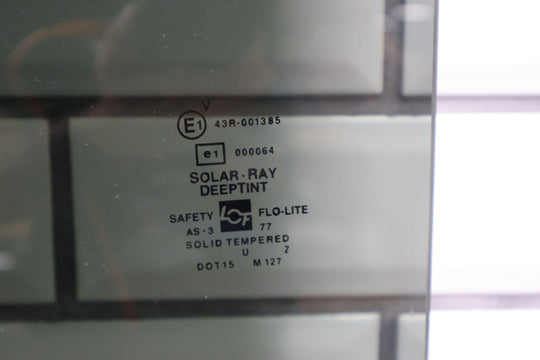 V
E1 43R-001385
e1 000064
SOLAR·RAY
DEEPTINT
SAFETY LOF FLO-LITE
AS·3 77
SOLID TEMPERED
U 2
DOT15 M127